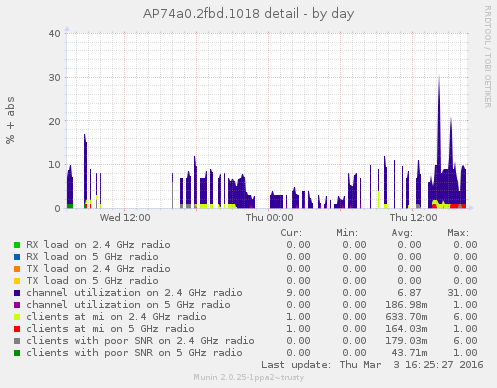 AP74a0.2fbd.1018 detail - by day
RRDTOOL / TOBI OETIKER
% + abs
40
30
20
10
0
Wed 12:00 Thu 00:00 Thu 12:00
Cur: Min: Avg: Max:
RX load on 2.4 GHz radio 0.00 0.00 0.00 0.00
RX load on 5 GHz radio 0.00 0.00 0.00 0.00
TX load on 2.4 GHz radio 0.00 0.00 0.00 0.00
TX load on 5 GHz radio 0.00 0.00 0.00 0.00
channel utilization on 2.4 GHz radio 9.00 0.00 6.87 31.00
channel utilization on 5 GHz radio 0.00 0.00 186.98m 1.00
clients at mi on 2.4 GHz radio 1.00 0.00 633.70m 6.00
clients at mi on 5 GHz radio 1.00 0.00 164.03m 1.00
clients with poor SNR on 2.4 GHz radio 0.00 0.00 179.03m 6.00
clients with poor SNR on 5 GHz radio 0.00 0.00 43.71m 1.00
Last update: Thu Mar 3 16:25:27 2016
Munin 2.0.25-1ppa2~trusty